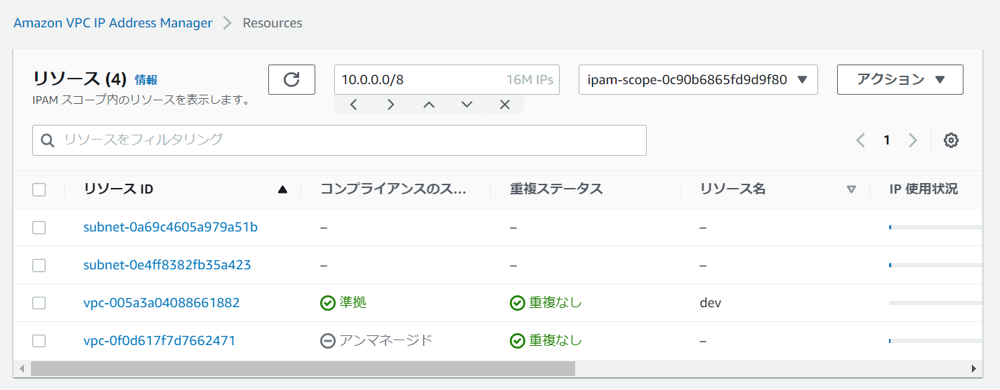 Amazon VPC IP Address Manager > Resources
リソース (4) 情報
IPAM スコープ内のリソースを表示します。
10.0.0.0/8 16M IPs
ipam-scope-0c90b6865fd9d9f80
アクション
リソースをフィルタリング
1
リソース ID コンプライアンスのス... 重複ステータス リソース名 IP 使用状況
subnet-0a69c4605a979a51b – – –
subnet-0e4ff8382fb35a423 – – –
vpc-005a3a04088661882 準拠 重複なし dev
vpc-0f0d617f7d7662471 アンマネージド 重複なし –